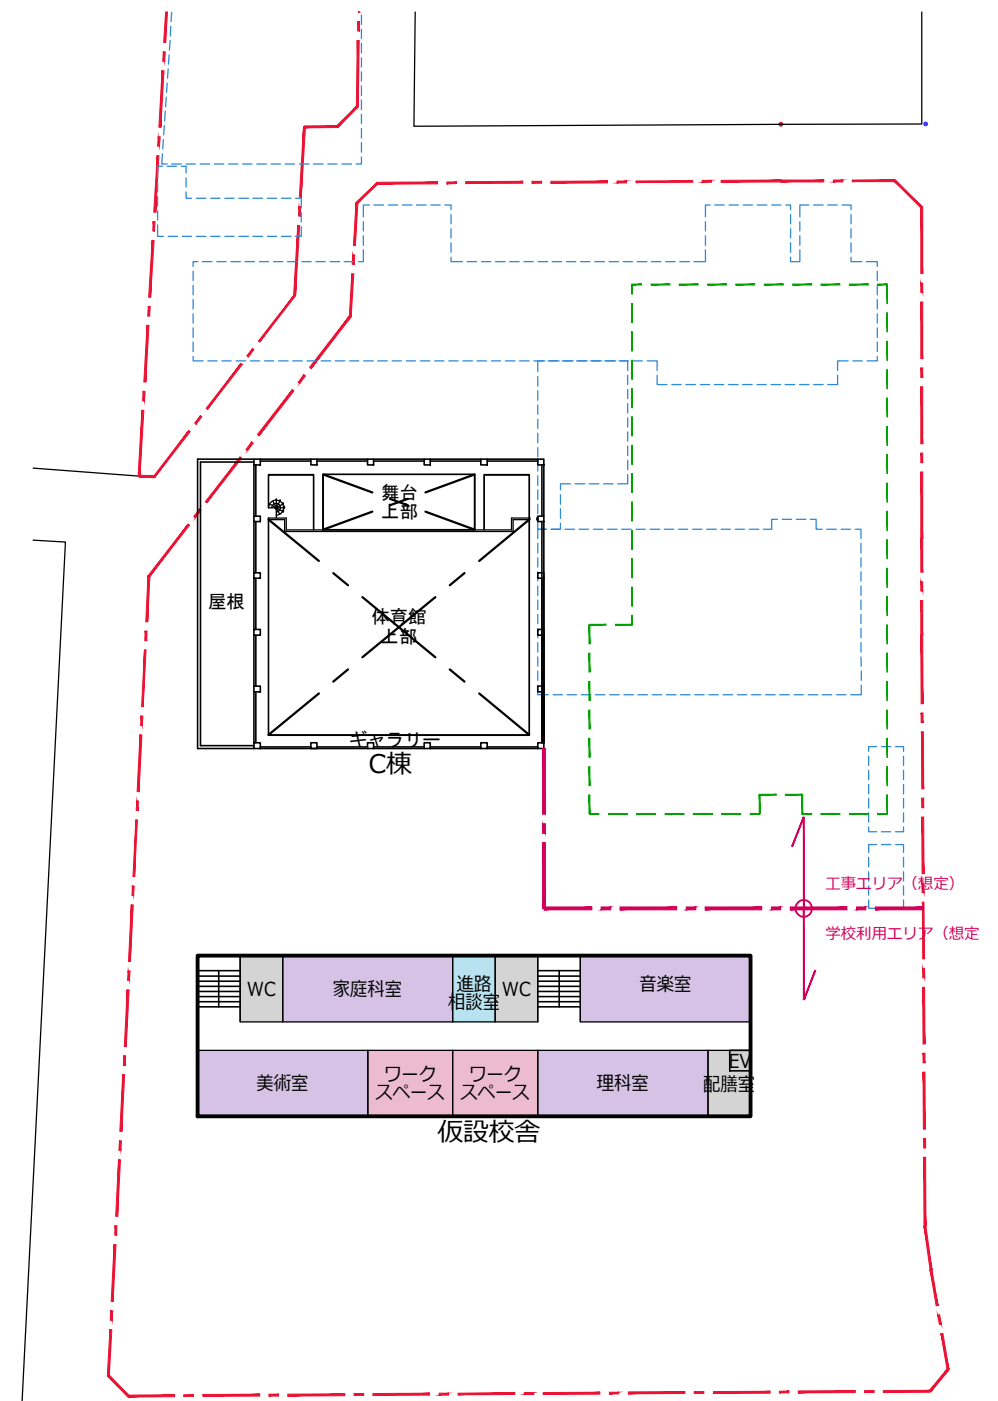 舞台
上部
屋根
体育館
上部
ギャラリー
C棟
工事エリア（想定）
学校利用エリア（想定
WC
家庭科室
進路
相談室
WC
音楽室
美術室
ワーク
スペース
ワーク
スペース
理科室
EV
配膳室
仮設校舎